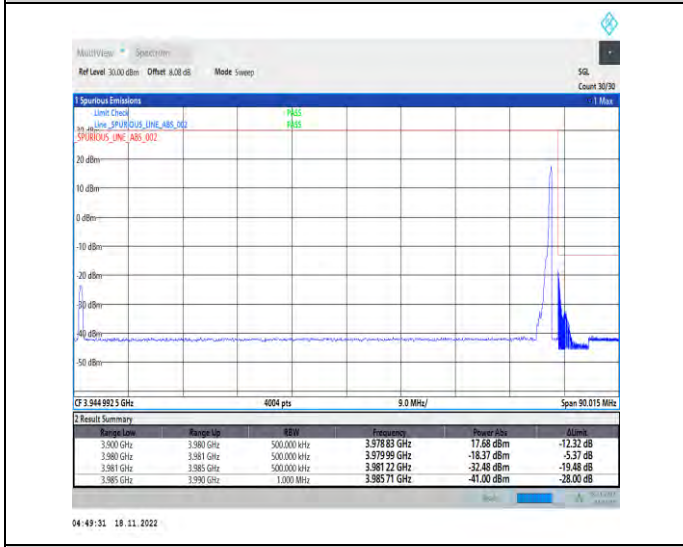 MultiView Spectrum
Ref Level 30.00 dBm Offset 8.08 dB Mode Sweep SGL
Count 30/30
1 Spurious Emissions 1 Max
Limit Check PASS
Line _SPURIOUS_LINE_ABS_002 PASS
_SPURIOUS_LINE_ABS_002
20 dBm
10 dBm
0 dBm
-10 dBm
-20 dBm
-30 dBm
-40 dBm
-50 dBm
CF 3.944 992 5 GHz 4004 pts 9.0 MHz/ Span 90.015 MHz
2 Result Summary
Range Low Range Up RBW Frequency Power Abs ΔLimit
3.900 GHz 3.980 GHz 500.000 kHz 3.978 83 GHz 17.68 dBm -12.32 dB
3.980 GHz 3.981 GHz 500.000 kHz 3.979 99 GHz -18.37 dBm -5.37 dB
3.981 GHz 3.985 GHz 500.000 kHz 3.981 22 GHz -32.48 dBm -19.48 dB
3.985 GHz 3.990 GHz 1.000 MHz 3.985 71 GHz -41.00 dBm -28.00 dB
04:49:31 18.11.2022